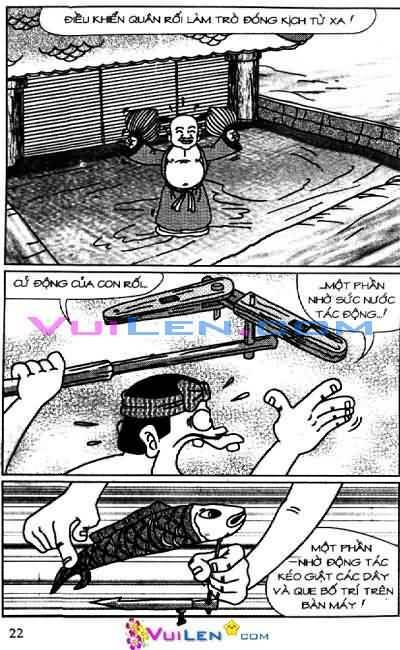 ĐIỀU KHIỂN QUÂN RỐI LÀM TRÒ ĐÓNG KỊCH TỪ XA !
CỬ ĐỘNG CỦA CON RỐI...
...MỘT PHẦN
NHỜ SỨC NƯỚC
TÁC ĐỘNG...!
VUILEN.COM
MỘT PHẦN
—NHỜ ĐỘNG TÁC
KÉO GIẬT CÁC DÂY
VÀ QUE BỐ TRÍ TRÊN
BÀN MÁY !
22
VUILEN.COM